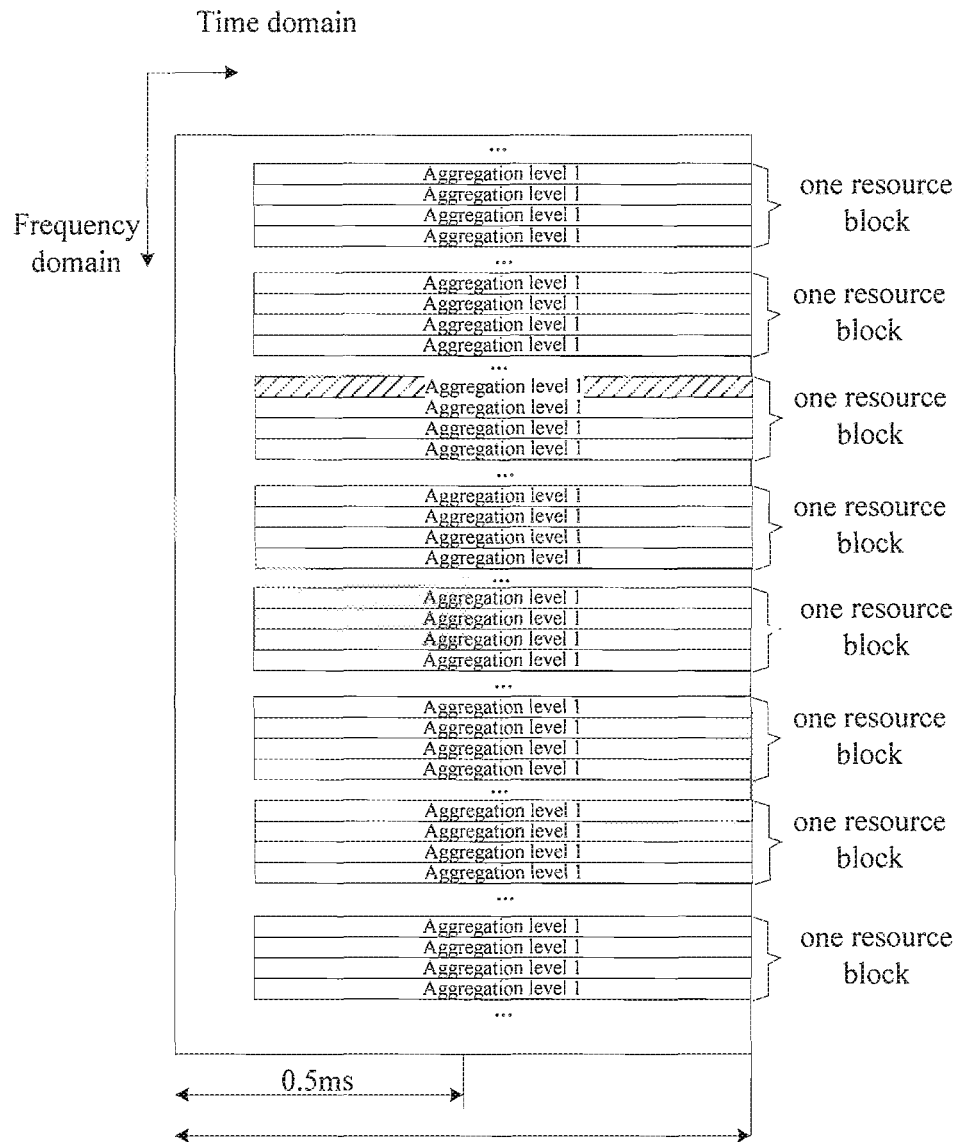 Time domain
Frequency
domain
...
Aggregation level 1
Aggregation level 1
Aggregation level 1
Aggregation level 1
one resource
block
...
Aggregation level 1
Aggregation level 1
Aggregation level 1
Aggregation level 1
one resource
block
...
Aggregation level 1
Aggregation level 1
Aggregation level 1
Aggregation level 1
one resource
block
...
Aggregation level 1
Aggregation level 1
Aggregation level 1
Aggregation level 1
one resource
block
...
Aggregation level 1
Aggregation level 1
Aggregation level 1
Aggregation level 1
one resource
block
...
Aggregation level 1
Aggregation level 1
Aggregation level 1
Aggregation level 1
one resource
block
...
Aggregation level 1
Aggregation level 1
Aggregation level 1
Aggregation level 1
one resource
block
...
Aggregation level 1
Aggregation level 1
Aggregation level 1
Aggregation level 1
one resource
block
...
0.5ms